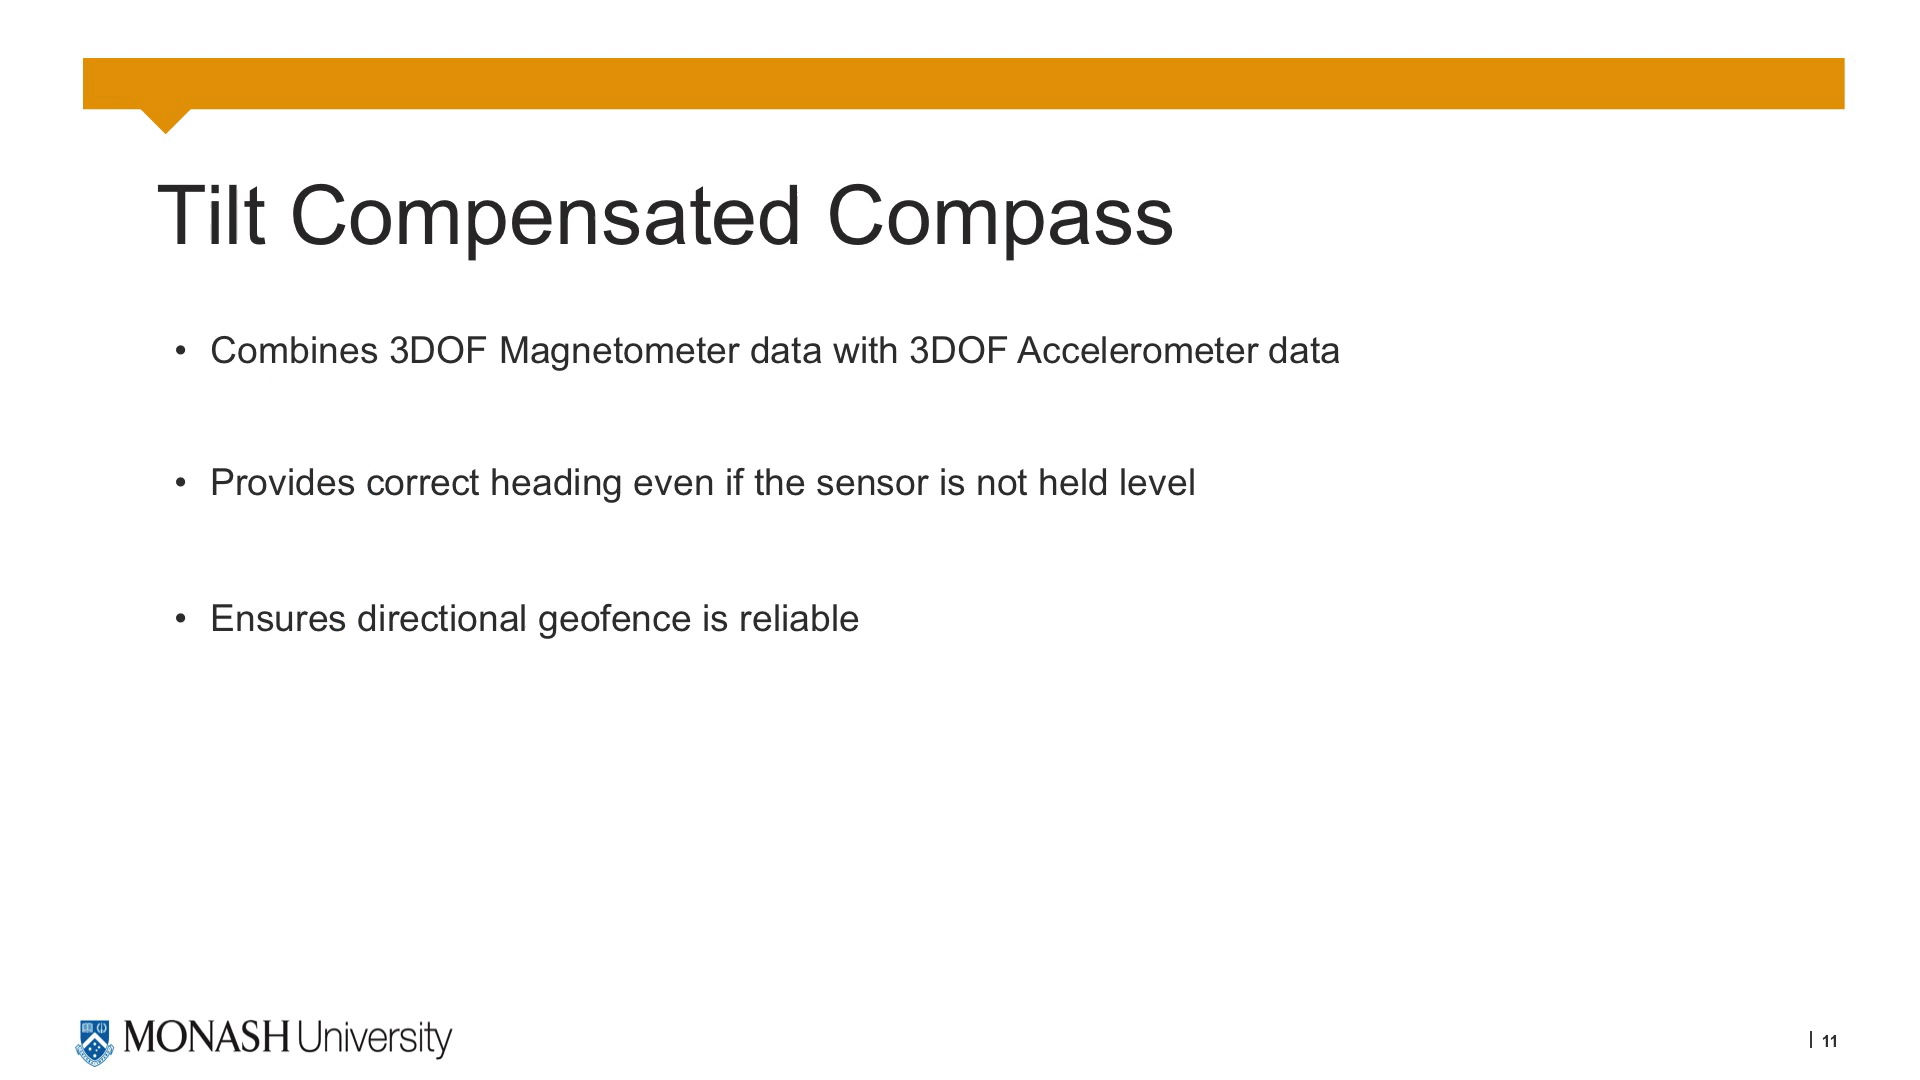 Tilt Compensated Compass
• Combines 3DOF Magnetometer data with 3DOF Accelerometer data
• Provides correct heading even if the sensor is not held level
• Ensures directional geofence is reliable
MONASH University
| 11